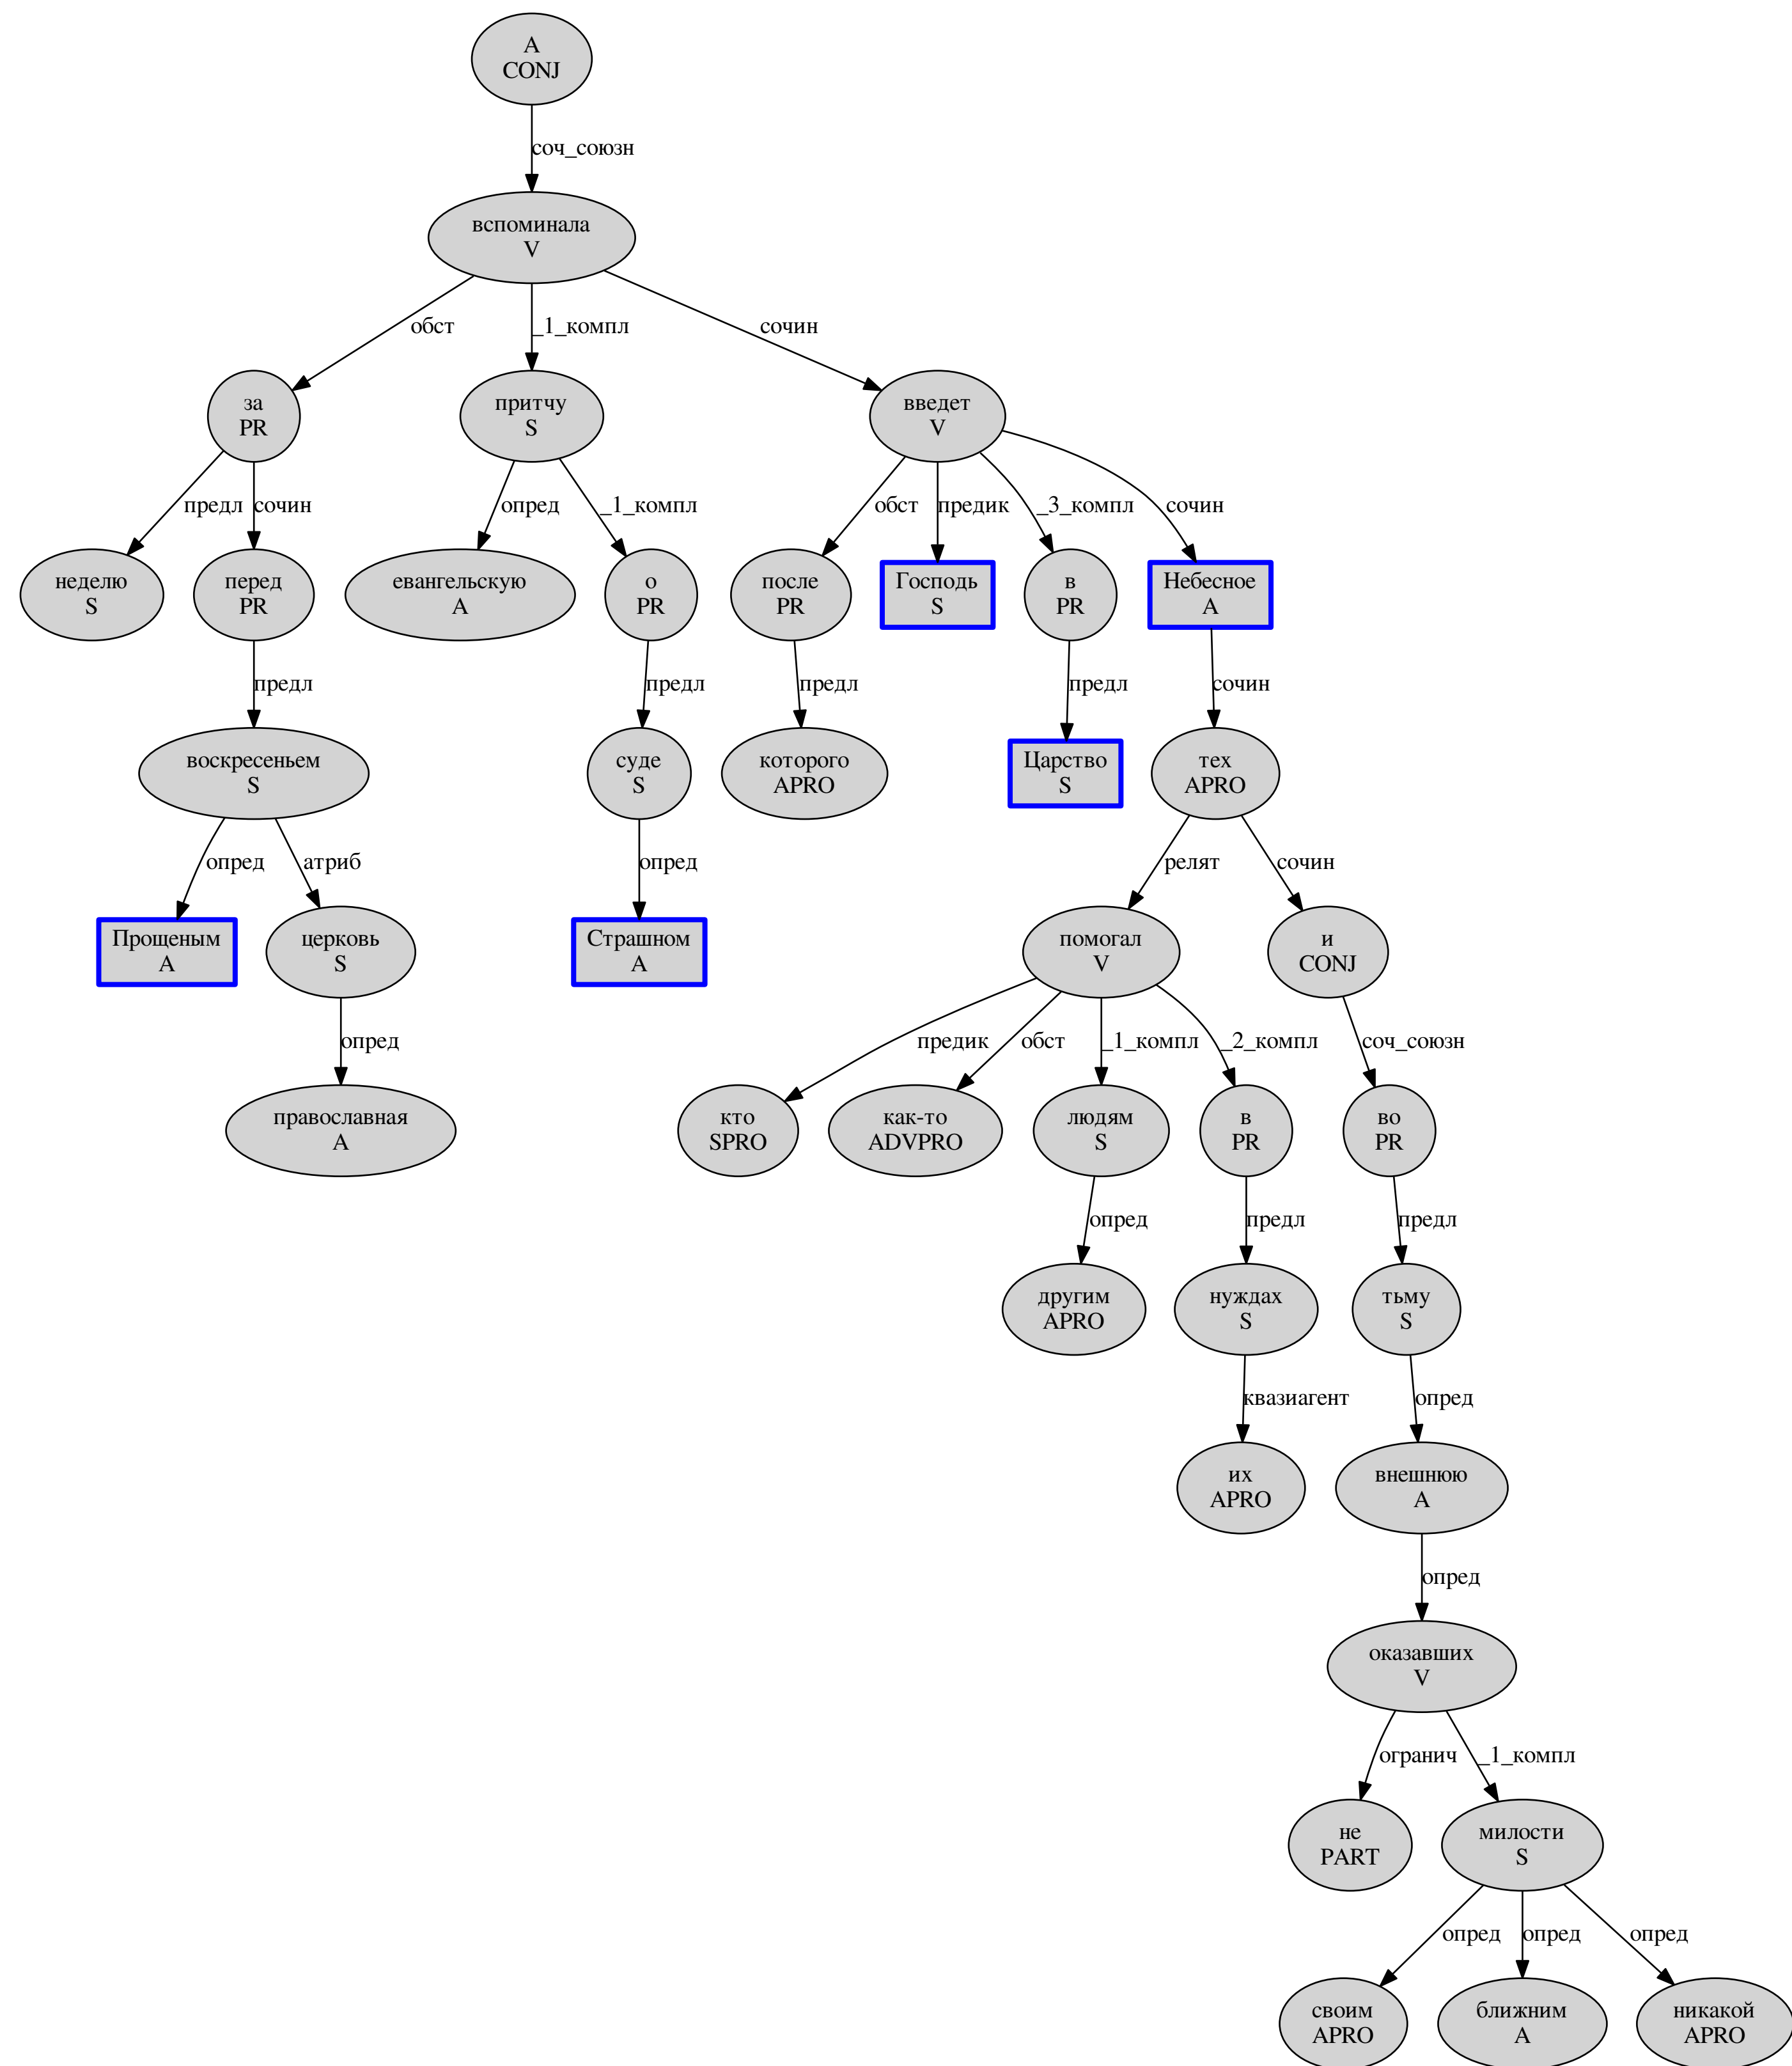 А
CONJ
соч_союзн
вспоминала
V
обст
_1_компл
сочин
за
PR
притчу
S
введет
V
предл
сочин
опред
_1_компл
обст
предик
_3_компл
сочин
неделю
S
перед
PR
евангельскую
A
о
PR
после
PR
Господь
S
в
PR
Небесное
A
предл
предл
предл
предл
сочин
воскресеньем
S
суде
S
которого
APRO
Царство
S
тех
APRO
опред
атриб
опред
релят
сочин
Прощеным
A
церковь
S
Страшном
A
помогал
V
и
CONJ
опред
предик
обст
_1_компл
_2_компл
соч_союзн
православная
A
кто
SPRO
как-то
ADVPRO
людям
S
в
PR
во
PR
опред
предл
предл
другим
APRO
нуждах
S
тьму
S
квазиагент
опред
их
APRO
внешнюю
A
опред
оказавших
V
огранич
_1_компл
не
PART
милости
S
опред
опред
опред
своим
APRO
ближним
A
никакой
APRO